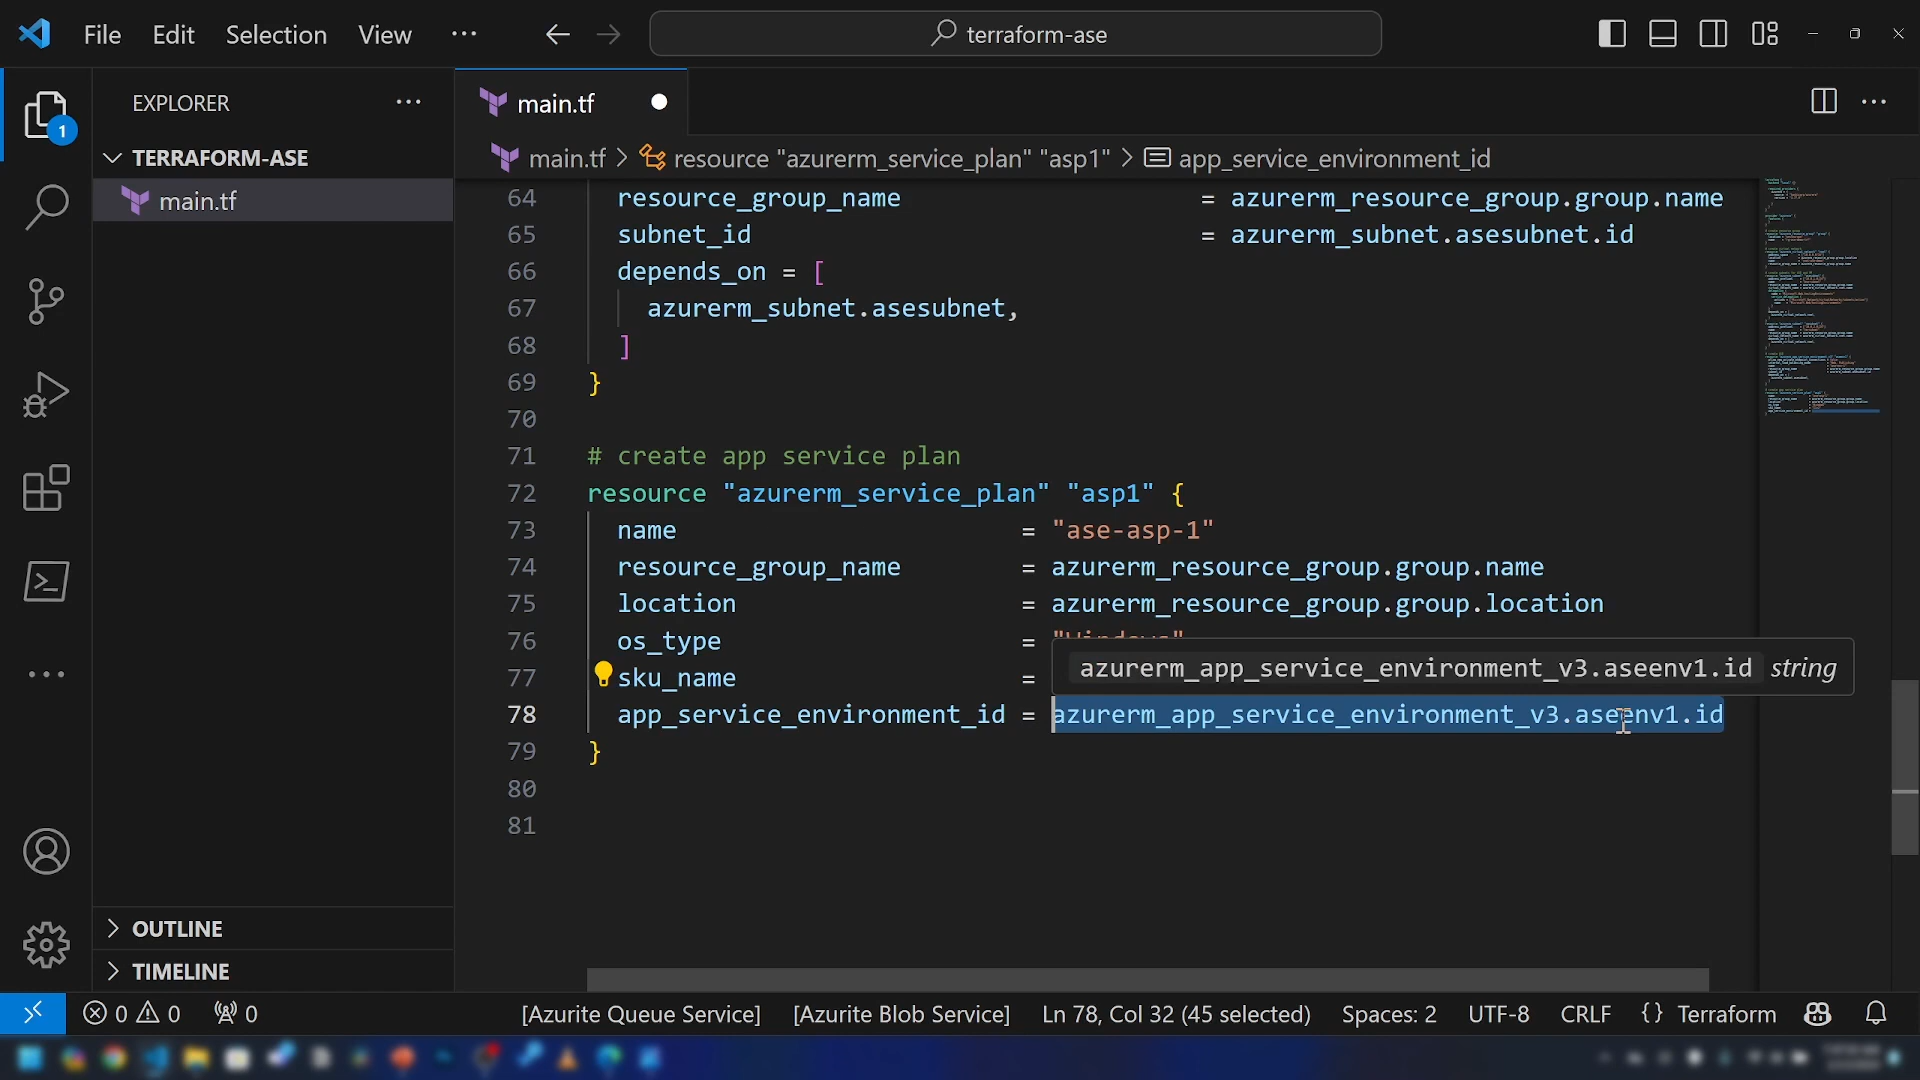 File Edit Selection View
terraform-ase
EXPLORER
TERRAFORM-ASE
main.tf
1
OUTLINE
TIMELINE
main.tf
main.tf > resource "azurerm_service_plan" "asp1" > app_service_environment_id
64 resource_group_name = azurerm_resource_group.group.name
65 subnet_id = azurerm_subnet.asesubnet.id
66 depends_on = [
67 azurerm_subnet.asesubnet,
68 ]
69 }
70
71 # create app service plan
72 resource "azurerm_service_plan" "asp1" {
73 name = "ase-asp-1"
74 resource_group_name = azurerm_resource_group.group.name
75 location = azurerm_resource_group.group.location
76 os_type = "Windows"
azurerm_app_service_environment_v3.aseenv1.id string
77 sku_name =
78 app_service_environment_id = azurerm_app_service_environment_v3.aseenv1.id
79 }
80
81
0 0 0 [Azurite Queue Service] [Azurite Blob Service] Ln 78, Col 32 (45 selected) Spaces: 2 UTF-8 CRLF {} Terraform